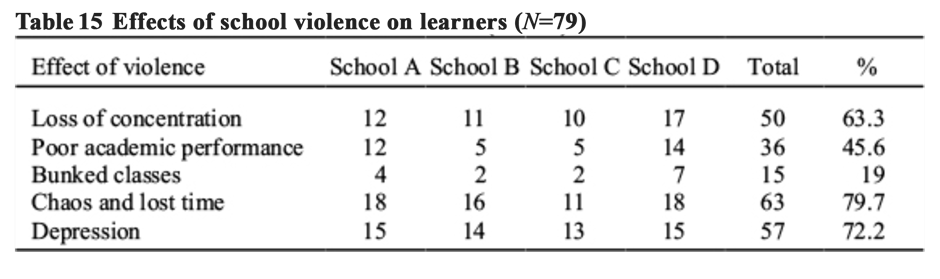 Table 15 Effects of school violence on learners (N=79)
Effect of violence School A School B School C School D Total %
Loss of concentration 12 11 10 17 50 63.3
Poor academic performance 12 5 5 14 36 45.6
Bunked classes 4 2 2 7 15 19
Chaos and lost time 18 16 11 18 63 79.7
Depression 15 14 13 15 57 72.2